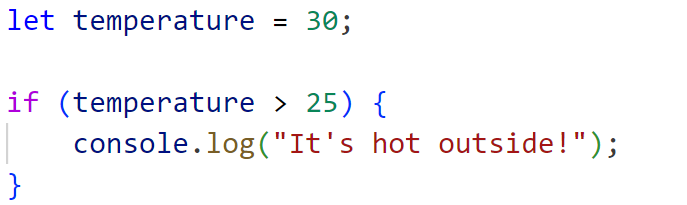 let temperature = 30;

if (temperature > 25) {
    console.log("It's hot outside!");
}